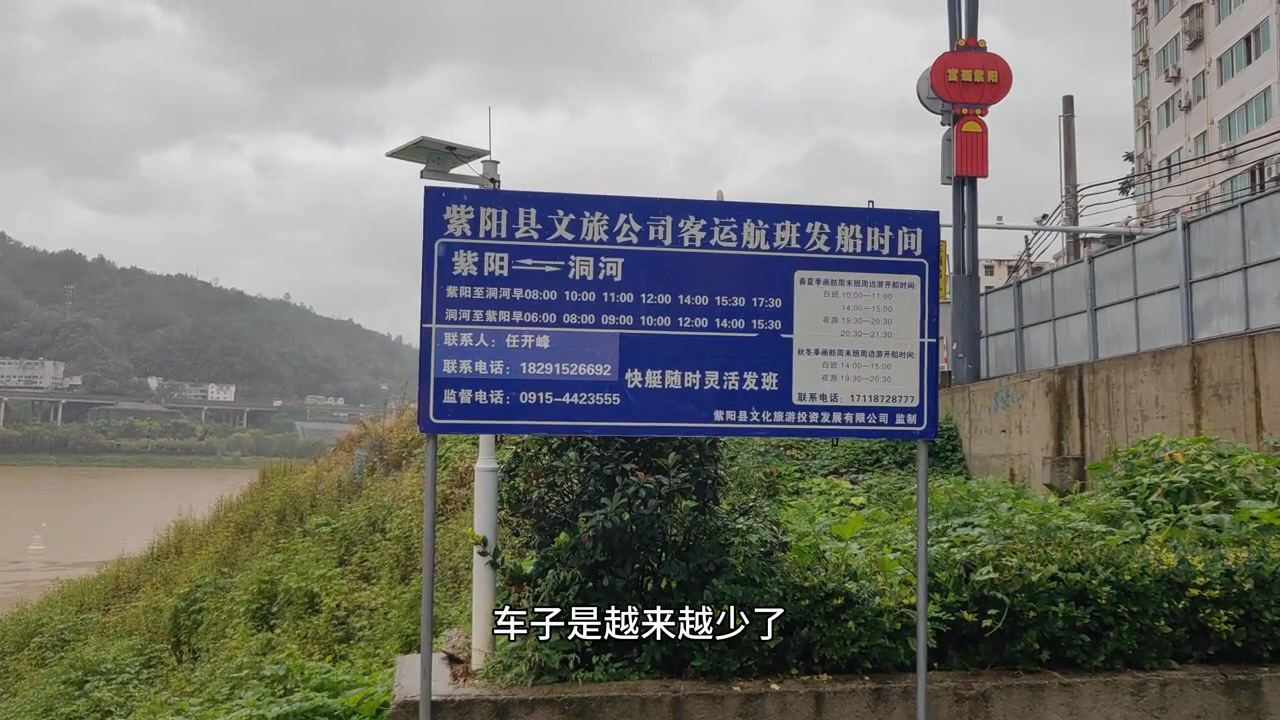 富硒紫阳
紫阳县文旅公司客运航班发船时间
紫阳⇌洞河
紫阳至洞河早08:00 10:00 11:00 12:00 14:00 15:30 17:30
洞河至紫阳早06:00 08:00 09:00 10:00 12:00 14:00 15:30
联系人：任开峰
联系电话：18291526692
监督电话：0915-4423555
快艇随时灵活发班
春夏季画舫周末班周边游开船时间:
白班:10:00—11:00
14:00—15:00
夜游:19:30—20:30
20:30—21:30
秋冬季画舫周末班周边游开船时间:
白班:14:00—15:00
夜游:19:30—20:30
联系电话：17118728777
紫阳县文化旅游投资发展有限公司 监制
车子是越来越少了